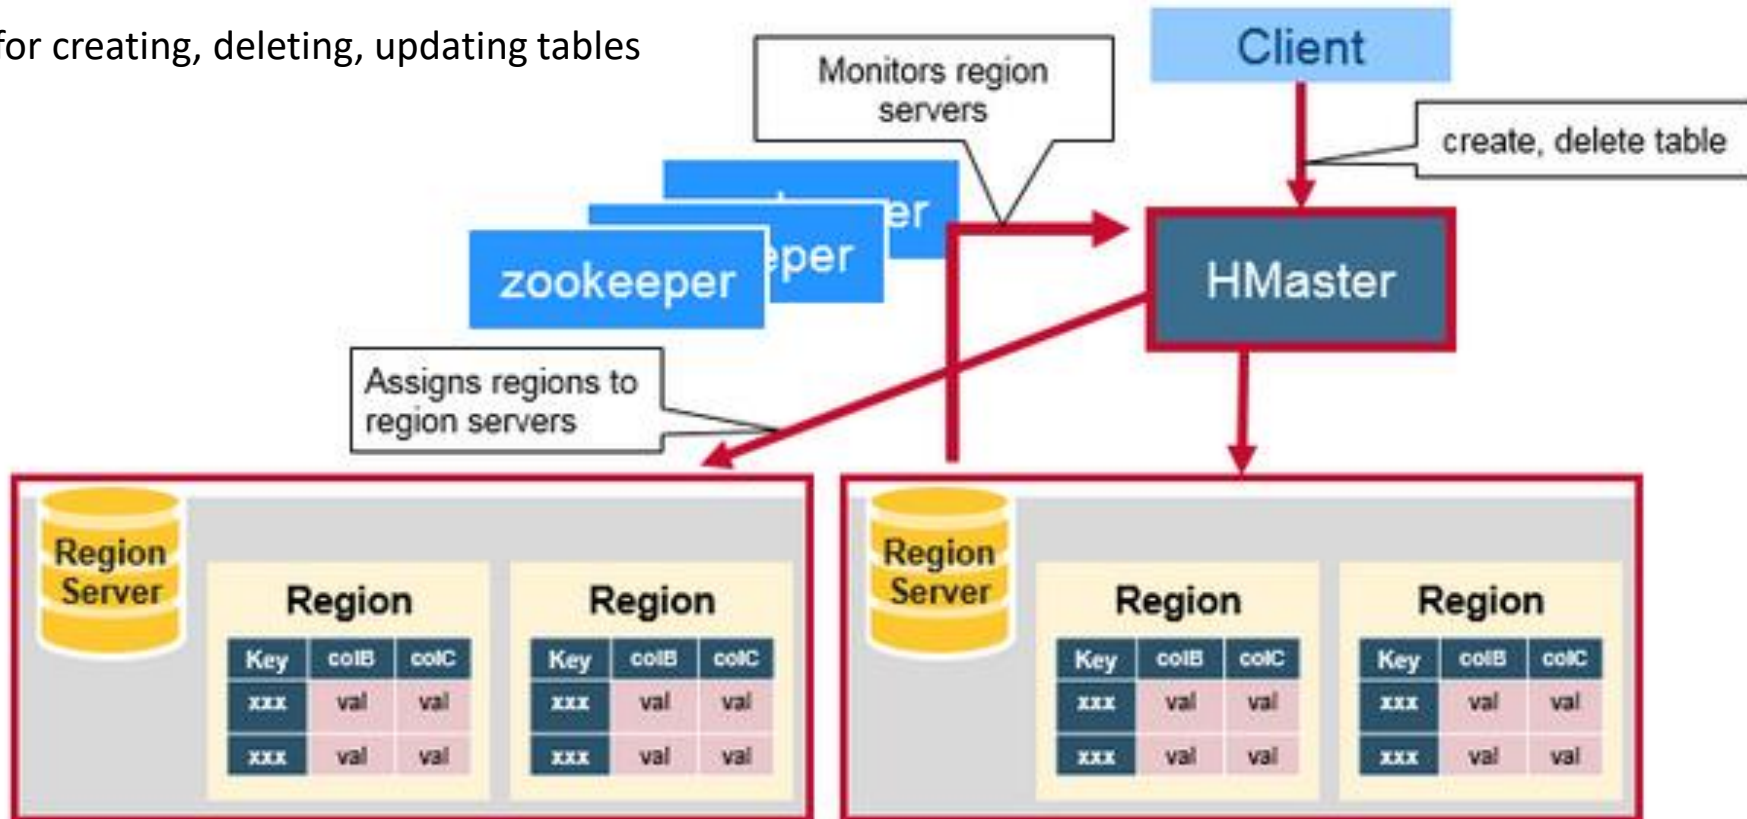 for creating, deleting, updating tables
Client
Monitors region
servers
create, delete table
zookeeper
HMaster
Assigns regions to
region servers
Region
Server
Region
Key colB colC
xxx val val
xxx val val
Region
Key colB colC
xxx val val
xxx val val
Region
Server
Region
Key colB colC
xxx val val
xxx val val
Region
Key colB colC
xxx val val
xxx val val